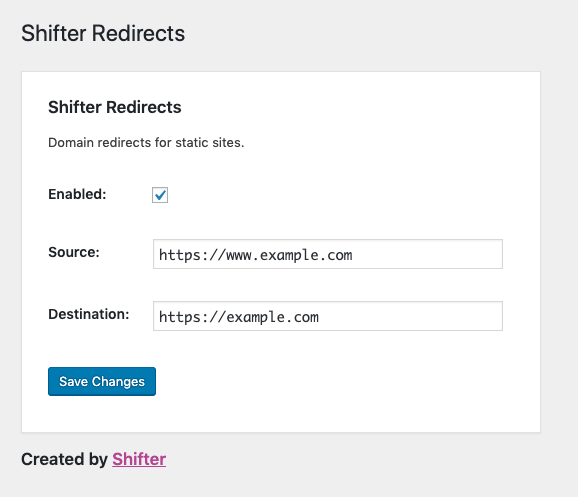 Shifter Redirects
Shifter Redirects
Domain redirects for static sites.
Enabled:
Source: https://www.example.com
Destination: https://example.com
Save Changes
Created by Shifter